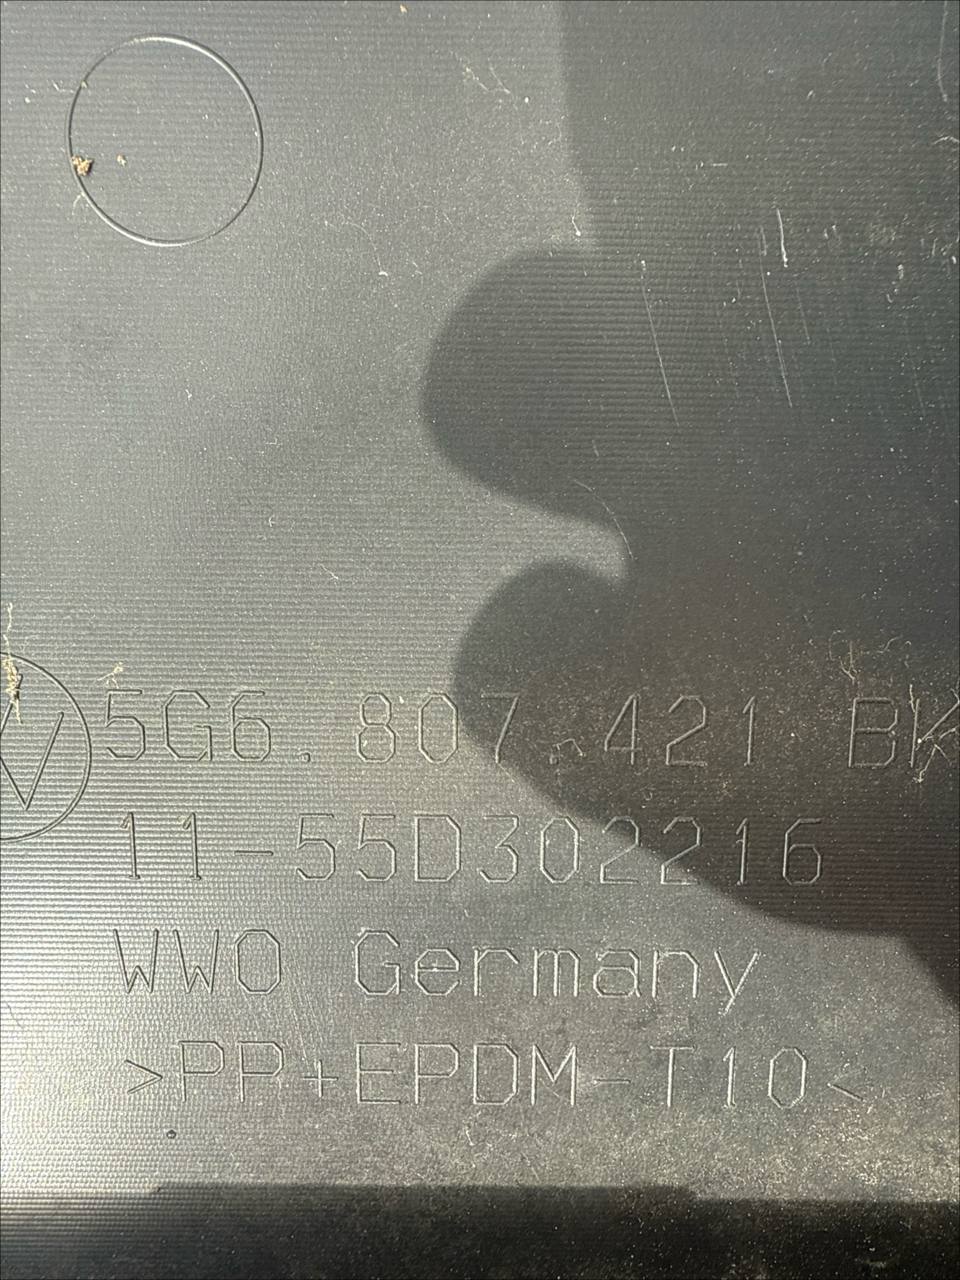 5G6.807.421 BK
11-55D302216
WWO Germany
>PP+EPDM-T10<